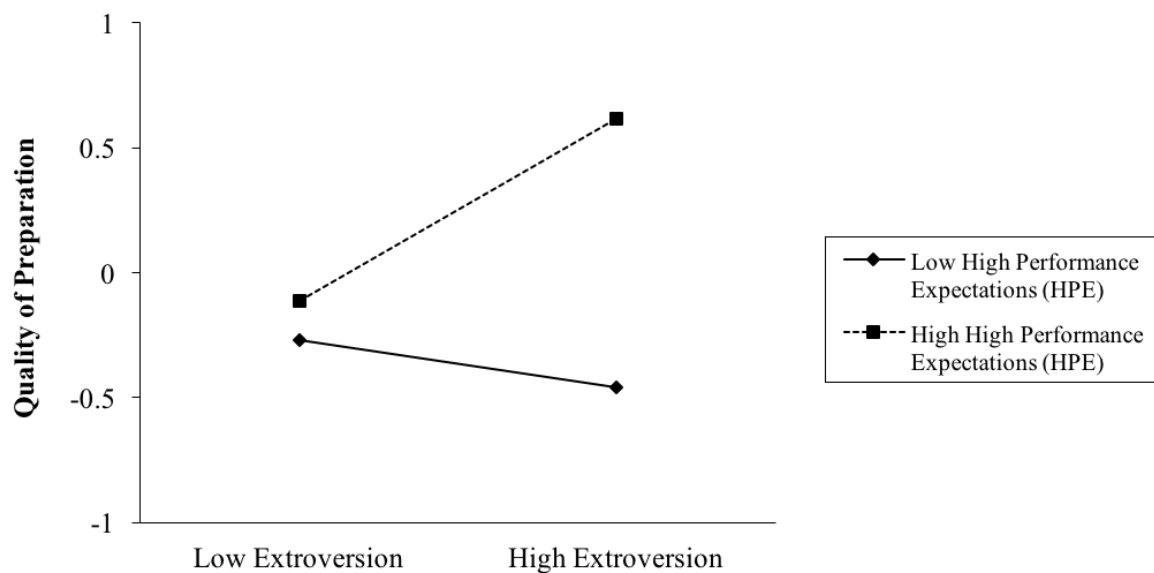 1
0.5
0
-0.5
-1
Quality of Preparation
Low Extroversion
High Extroversion
Low High Performance
Expectations (HPE)
High High Performance
Expectations (HPE)